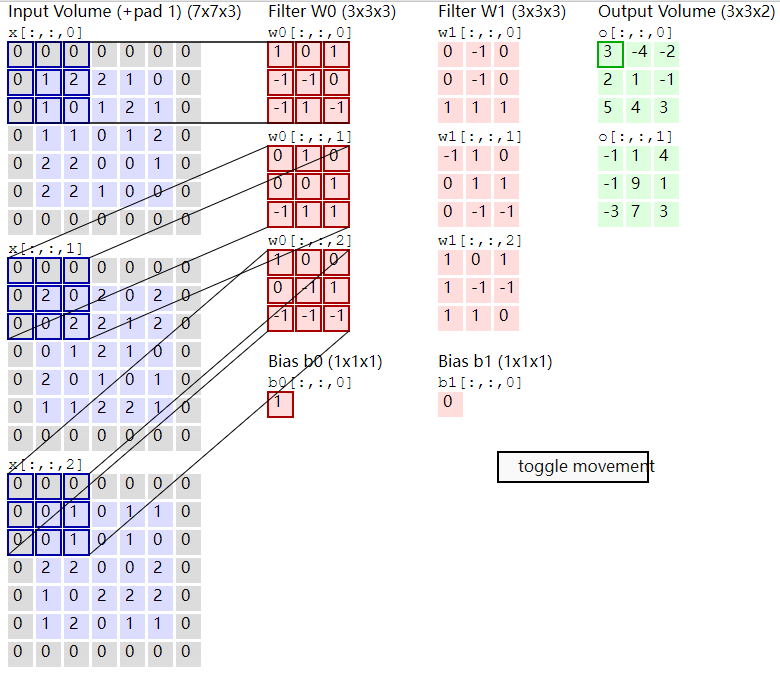 Input Volume (+pad 1) (7x7x3)
x[:,:,0]
0 0 0 0 0 0 0
0 1 2 2 1 0 0
0 1 0 1 2 1 0
0 1 1 0 1 2 0
0 2 2 0 0 1 0
0 2 2 1 0 0 0
0 0 0 0 0 0 0
x[:,:,1]
0 0 0 0 0 0 0
0 2 0 2 0 2 0
0 0 2 2 1 2 0
0 0 1 2 1 0 0
0 2 0 1 0 1 0
0 1 1 2 2 1 0
0 0 0 0 0 0 0
x[:,:,2]
0 0 0 0 0 0 0
0 0 1 0 1 1 0
0 0 1 0 1 0 0
0 2 2 0 2 0 0
0 1 0 2 2 2 0
0 1 2 0 1 1 0
0 0 0 0 0 0 0
Filter W0 (3x3x3)
w0[:,:,0]
1 0 1
-1 -1 0
-1 1 -1
w0[:,:,1]
0 1 0
0 0 1
-1 1 1
w0[:,:,2]
1 0 0
0 -1 1
-1 -1 -1
Bias b0 (1x1x1)
b0[:,:,0]
1
Filter W1 (3x3x3)
w1[:,:,0]
0 -1 0
0 -1 0
1 1 1
w1[:,:,1]
-1 1 0
0 1 1
0 -1 -1
w1[:,:,2]
1 0 1
1 -1 -1
1 1 0
Bias b1 (1x1x1)
b1[:,:,0]
0
Output Volume (3x3x2)
o[:,:,0]
3 -4 -2
2 1 -1
5 4 3
o[:,:,1]
-1 1 4
-1 9 1
-3 7 3
toggle movement